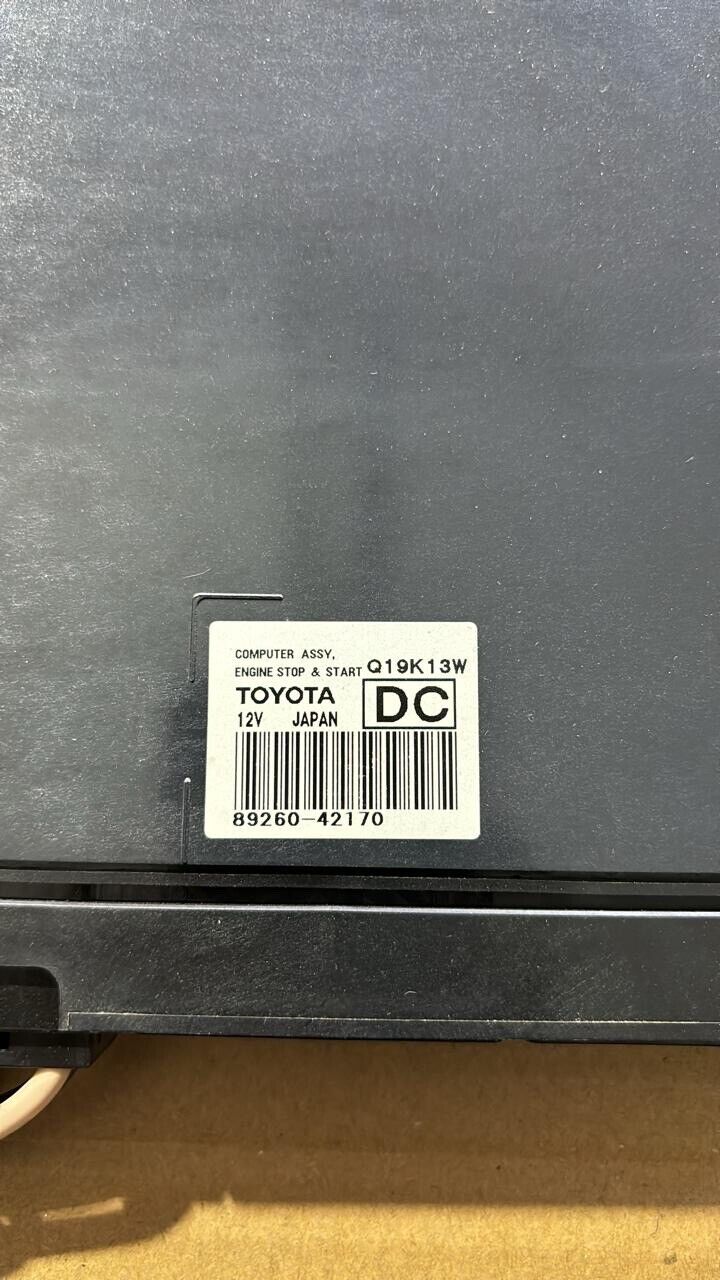 COMPUTER ASSY,
ENGINE STOP & START Q19K13W
TOYOTA DC
12V JAPAN
89260-42170